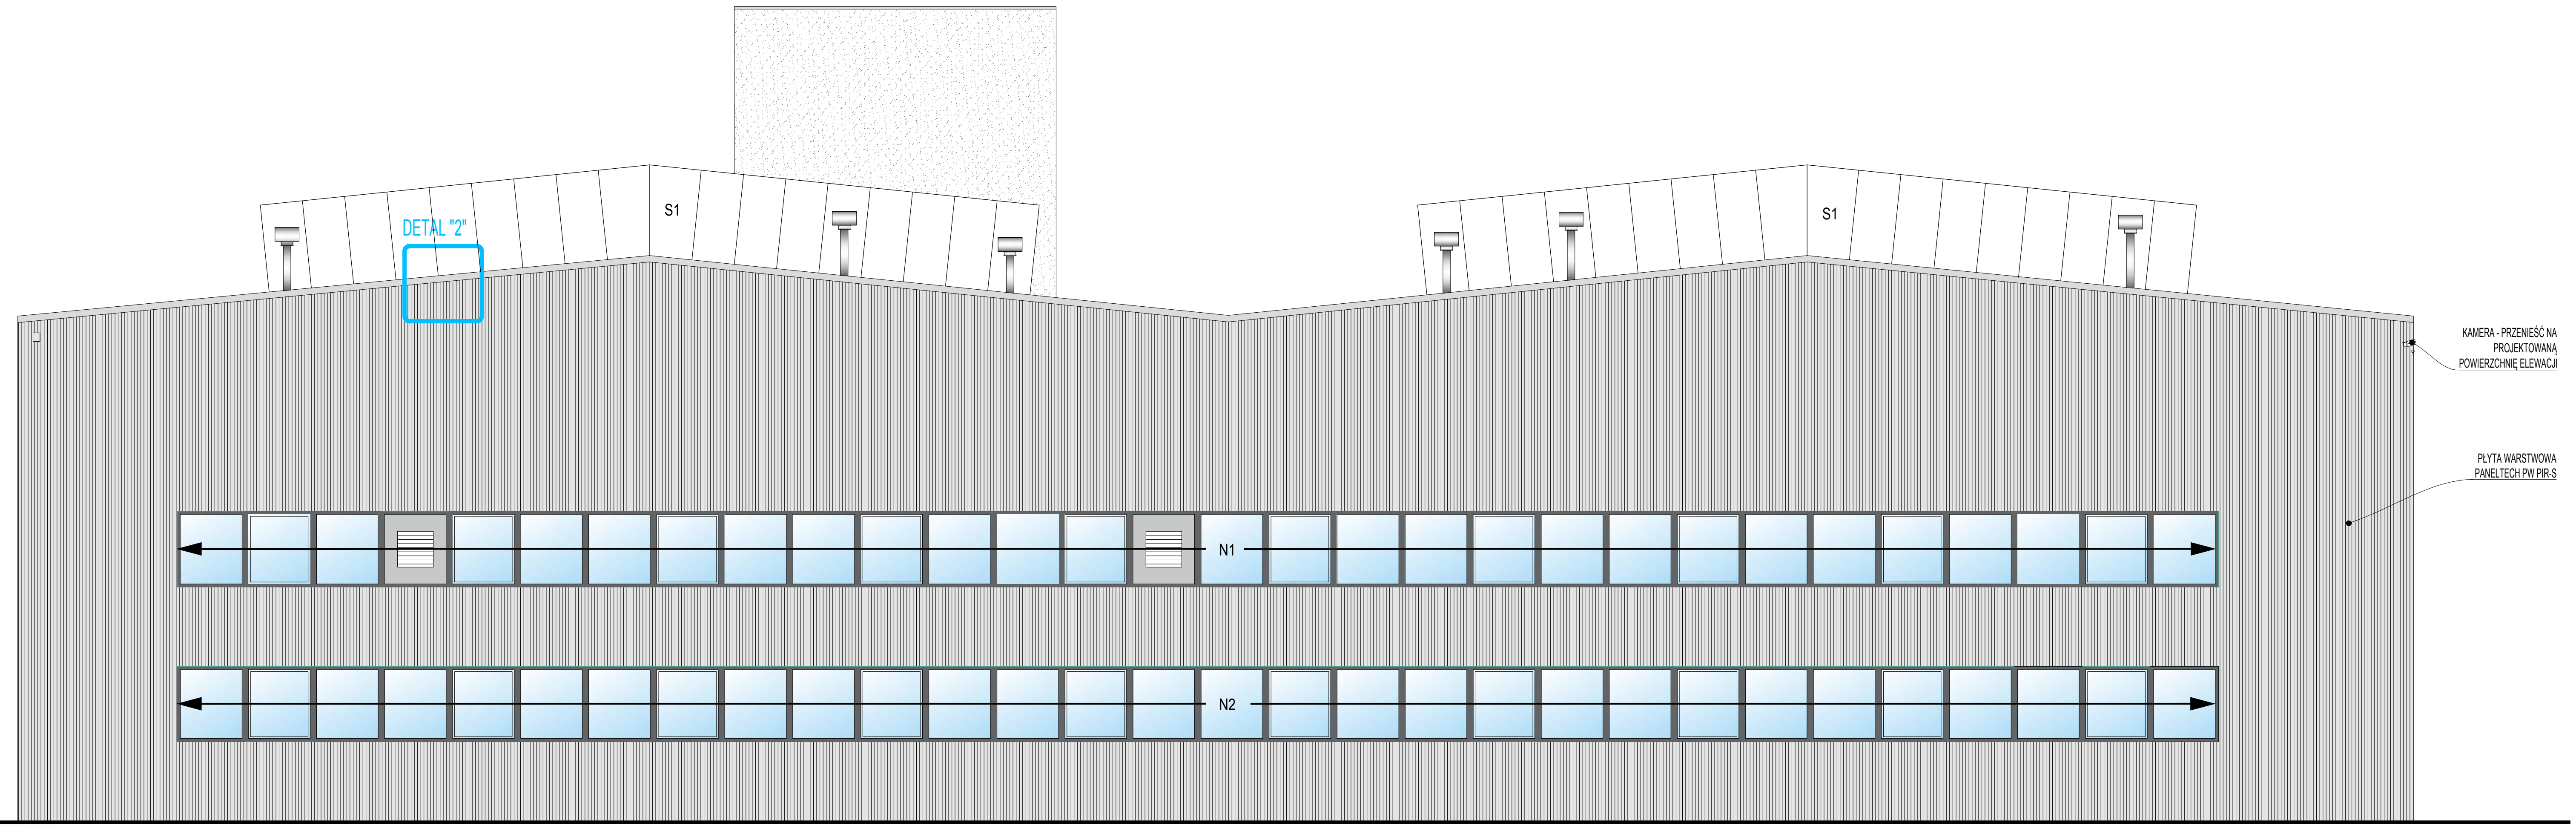 S1
S1
DETAL "2"
KAMERA - PRZENIEŚĆ NA
PROJEKTOWANĄ
POWIERZCHNIĘ ELEWACJI
PŁYTA WARSTWOWA
PANELTECH PW PIR-S
N1
N2